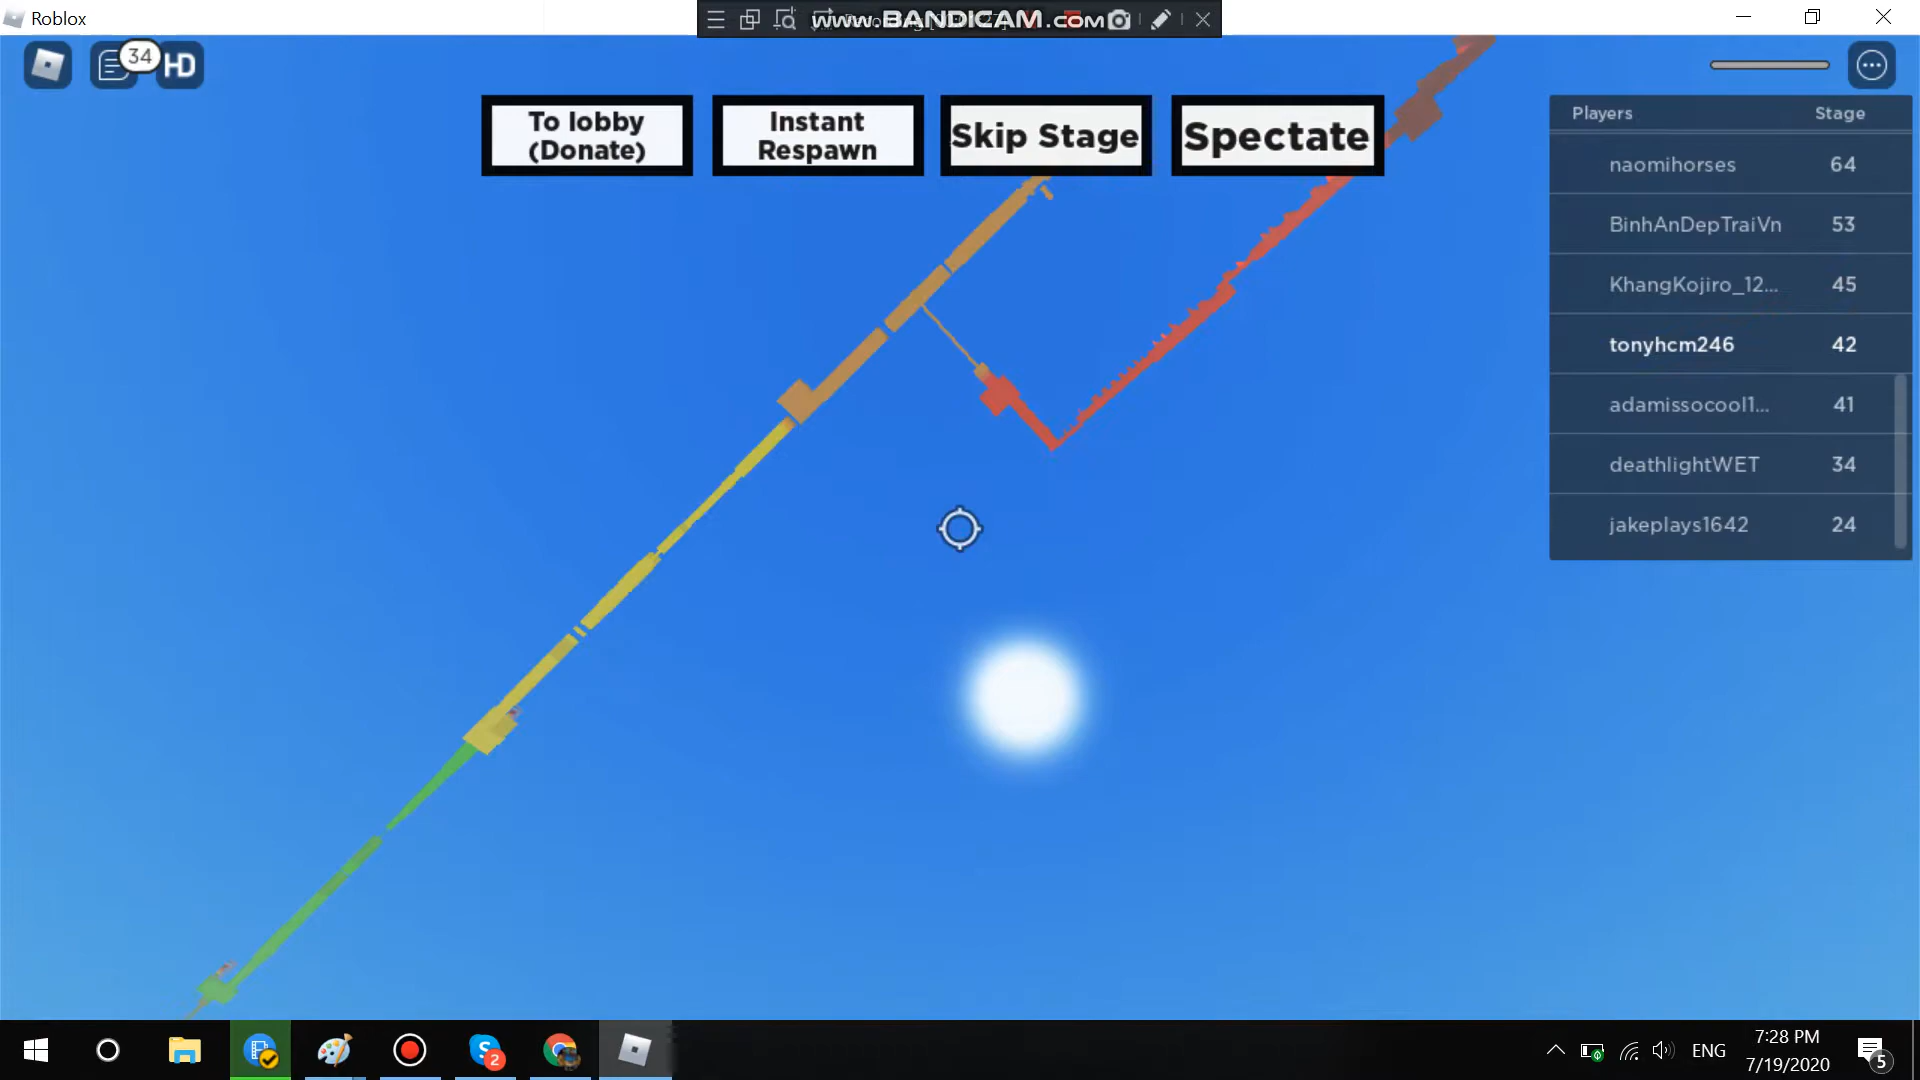 Roblox
www.BANDICAM.com
34
HD
To lobby
(Donate)
Instant
Respawn
Skip Stage
Spectate
Players Stage
naomihorses 64
BinhAnDepTraiVn 53
KhangKojiro_12... 45
tonyhcm246 42
adamissocool1... 41
deathlightWET 34
jakeplays1642 24
2
ENG
7:28 PM
7/19/2020
5